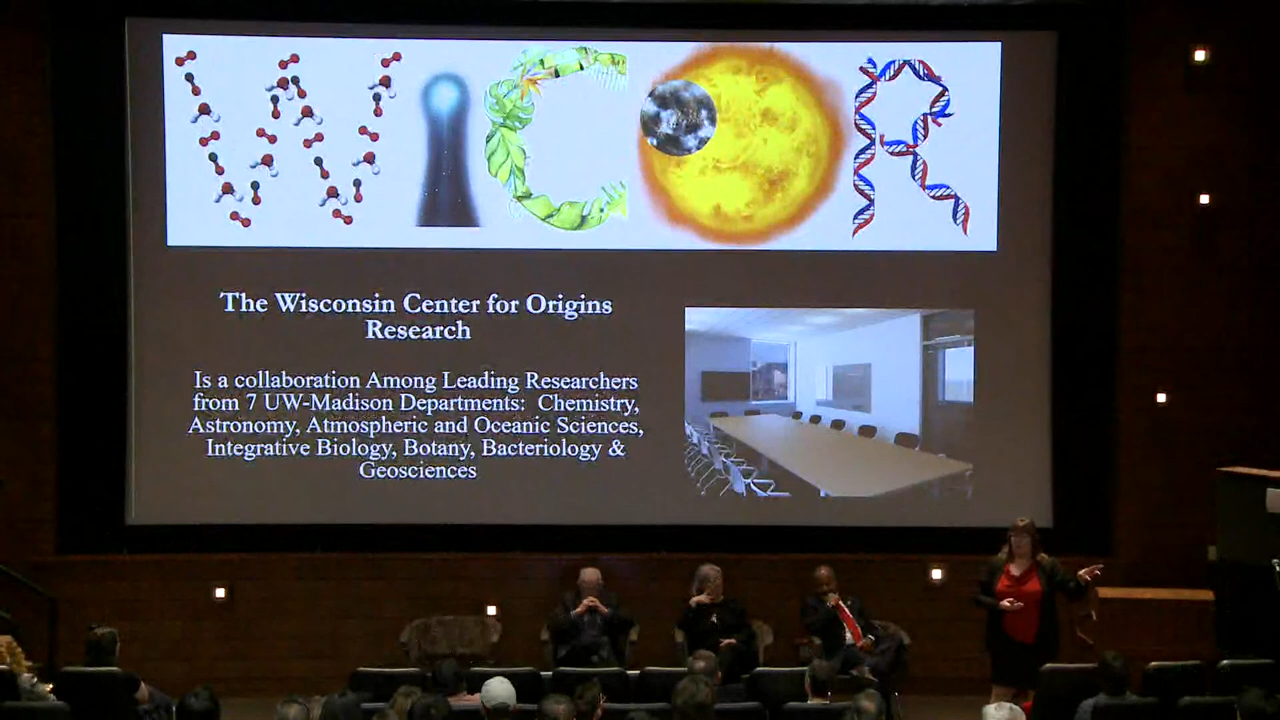 WiCOR
The Wisconsin Center for Origins
Research
Is a collaboration Among Leading Researchers
from 7 UW-Madison Departments: Chemistry,
Astronomy, Atmospheric and Oceanic Sciences,
Integrative Biology, Botany, Bacteriology &
Geosciences